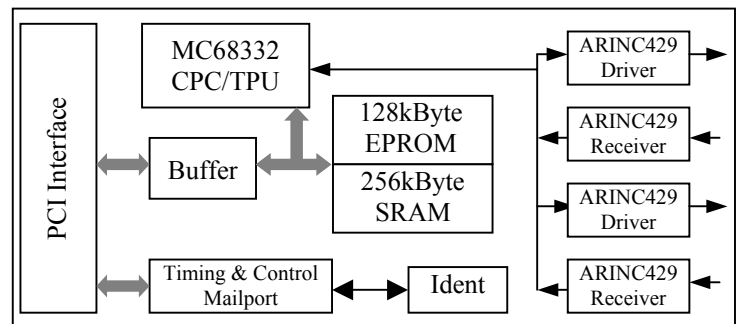 PCI Interface
MC68332
CPC/TPU
Buffer
128kByte
EPROM
256kByte
SRAM
Timing & Control
Mailport
Ident
ARINC429
Driver
ARINC429
Receiver
ARINC429
Driver
ARINC429
Receiver